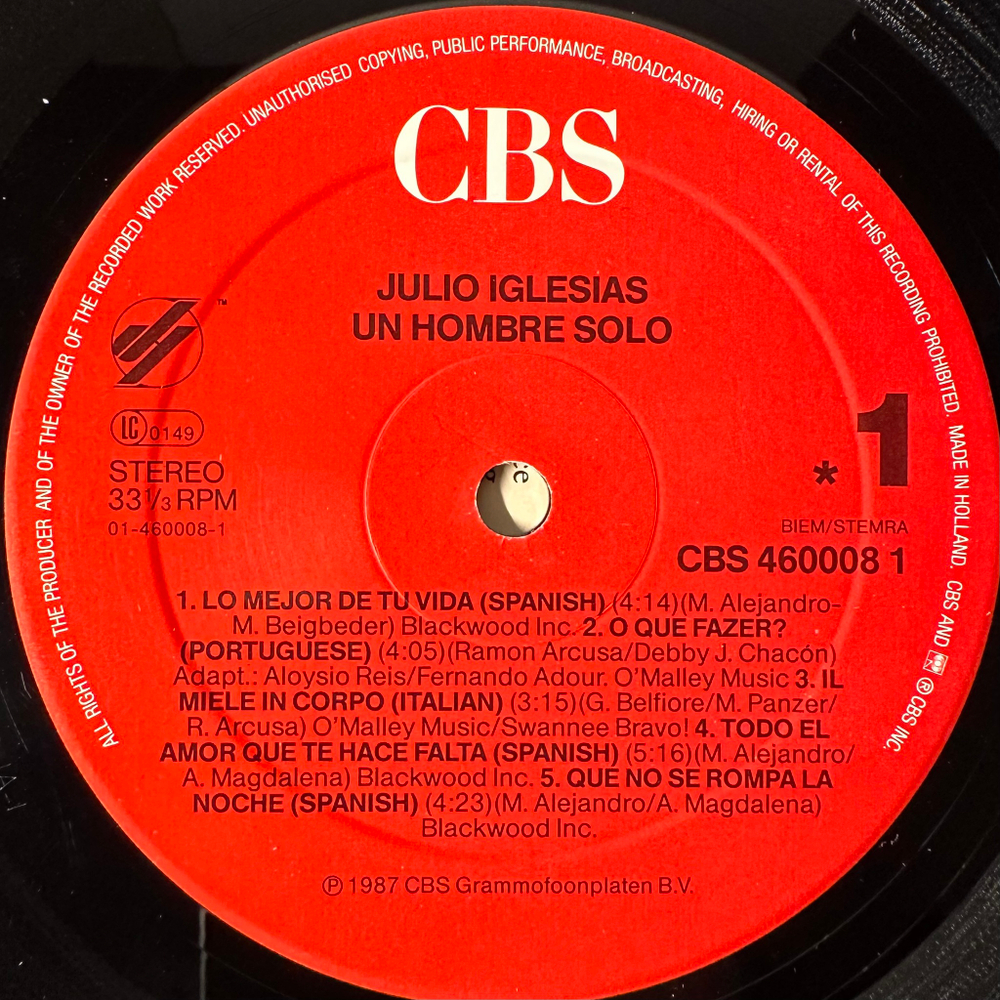 ALL RIGHTS OF THE PRODUCER AND OF THE OWNER OF THE RECORDED WORK RESERVED. UNAUTHORISED COPYING, PUBLIC PERFORMANCE, BROADCASTING, HIRING OR RENTAL OF THIS RECORDING PROHIBITED. MADE IN HOLLAND. CBS AND ® CBS INC.
CBS
JULIO IGLESIAS
UN HOMBRE SOLO
™
LC 0149
STEREO
33⅓ RPM
01-460008-1
* 1
BIEM/STEMRA
CBS 460008 1
1. LO MEJOR DE TU VIDA (SPANISH) (4:14)(M. Alejandro-
M. Beigbeder) Blackwood Inc. 2. O QUE FAZER?
(PORTUGUESE) (4:05)(Ramon Arcusa/Debby J. Chacón)
Adapt.: Aloysio Reis/Fernando Adour. O'Malley Music 3. IL
MIELE IN CORPO (ITALIAN) (3:15)(G. Belfiore/M. Panzer/
R. Arcusa) O'Malley Music/Swannee Bravo! 4. TODO EL
AMOR QUE TE HACE FALTA (SPANISH) (5:16)(M. Alejandro/
A. Magdalena) Blackwood Inc. 5. QUE NO SE ROMPA LA
NOCHE (SPANISH) (4:23)(M. Alejandro/A. Magdalena)
Blackwood Inc.
℗ 1987 CBS Grammofoonplaten B.V.